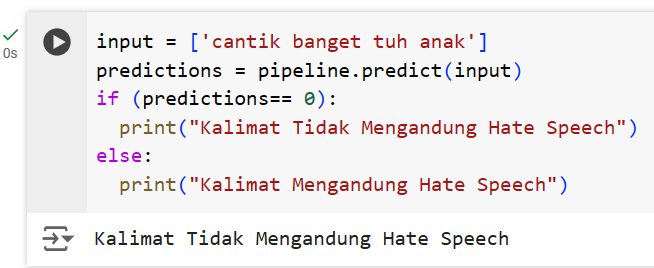 input = ['cantik banget tuh anak']
0s
predictions = pipeline.predict(input)
if (predictions== 0):
  print("Kalimat Tidak Mengandung Hate Speech")
else:
  print("Kalimat Mengandung Hate Speech")
Kalimat Tidak Mengandung Hate Speech